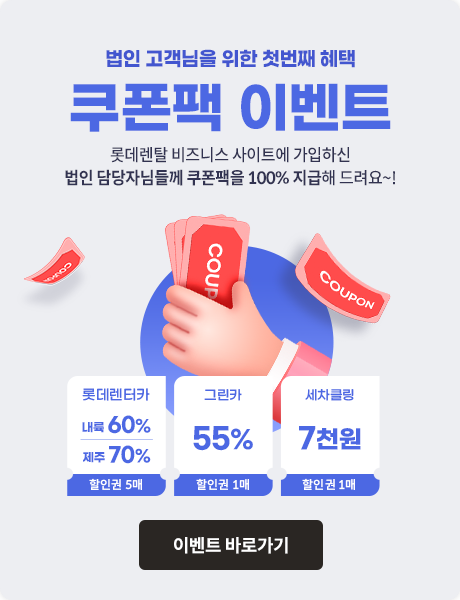 법인 고객님을 위한 첫번째 혜택
쿠폰팩 이벤트
롯데렌탈 비즈니스 사이트에 가입하신
법인 담당자님들께 쿠폰팩을 100% 지급해 드려요~!
COUPON
COUPON
COUP
롯데렌터카
내륙 60%
제주 70%
할인권 5매
그린카
55%
할인권 1매
세차클링
7천원
할인권 1매
이벤트 바로가기